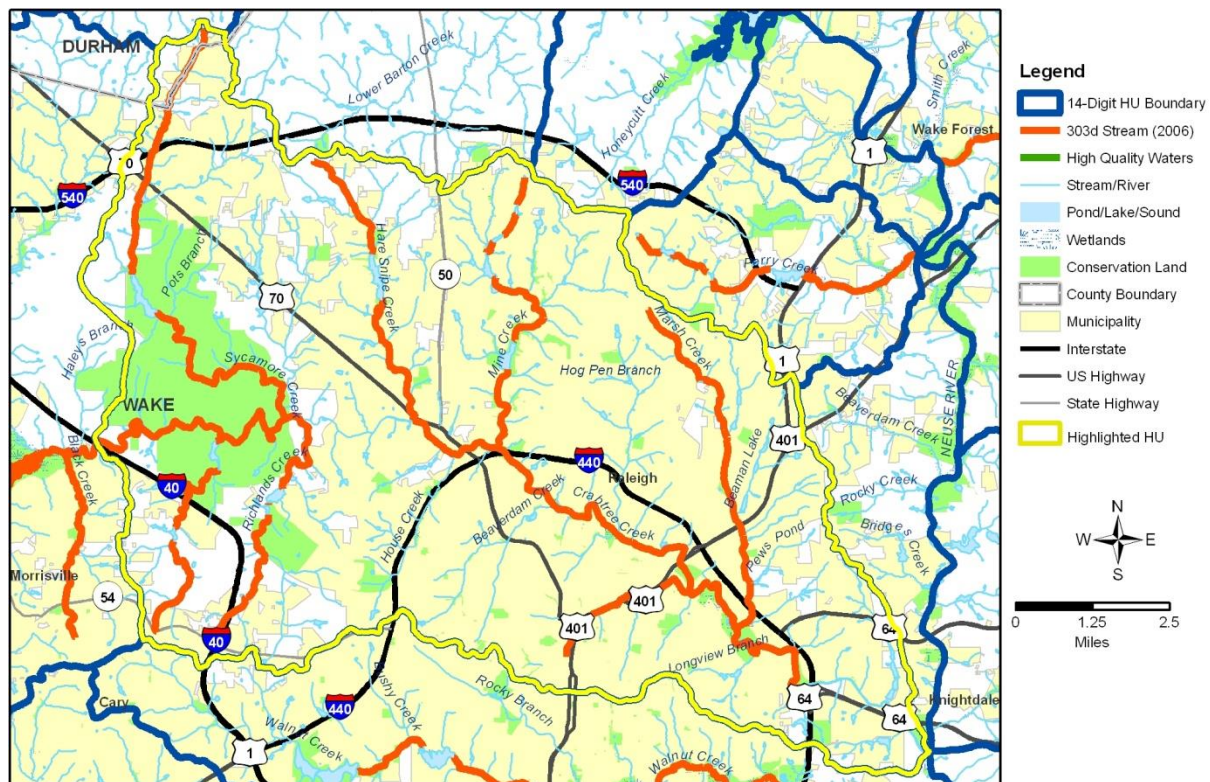 DURHAM
Lower Barton Creek
Honeycutt Creek
Smith Creek
Wake Forest
1
540
540
Pots Branch
Hare Snipe Creek
50
70
Perry Creek
Haleys Branch
Sycamore Creek
Mine Creek
Marsh Creek
Hog Pen Branch
1
WAKE
Beaverdam Creek
NEUSE RIVER
401
Black Creek
40
Richlands Creek
440
Raleigh
Beaman Lake
Rocky Creek
House Creek
Beaverdam Creek
Crabtree Creek
Bridges Creek
Pews Pond
Morrisville
54
40
401
401
64
Longview Branch
Rocky Branch
64
64
Knightdale
Cary
440
1
Walnut Creek
Walnut Creek
Legend
14-Digit HU Boundary
303d Stream (2006)
High Quality Waters
Stream/River
Pond/Lake/Sound
Wetlands
Conservation Land
County Boundary
Municipality
Interstate
US Highway
State Highway
Highlighted HU
N
W E
S
0 1.25 2.5
Miles